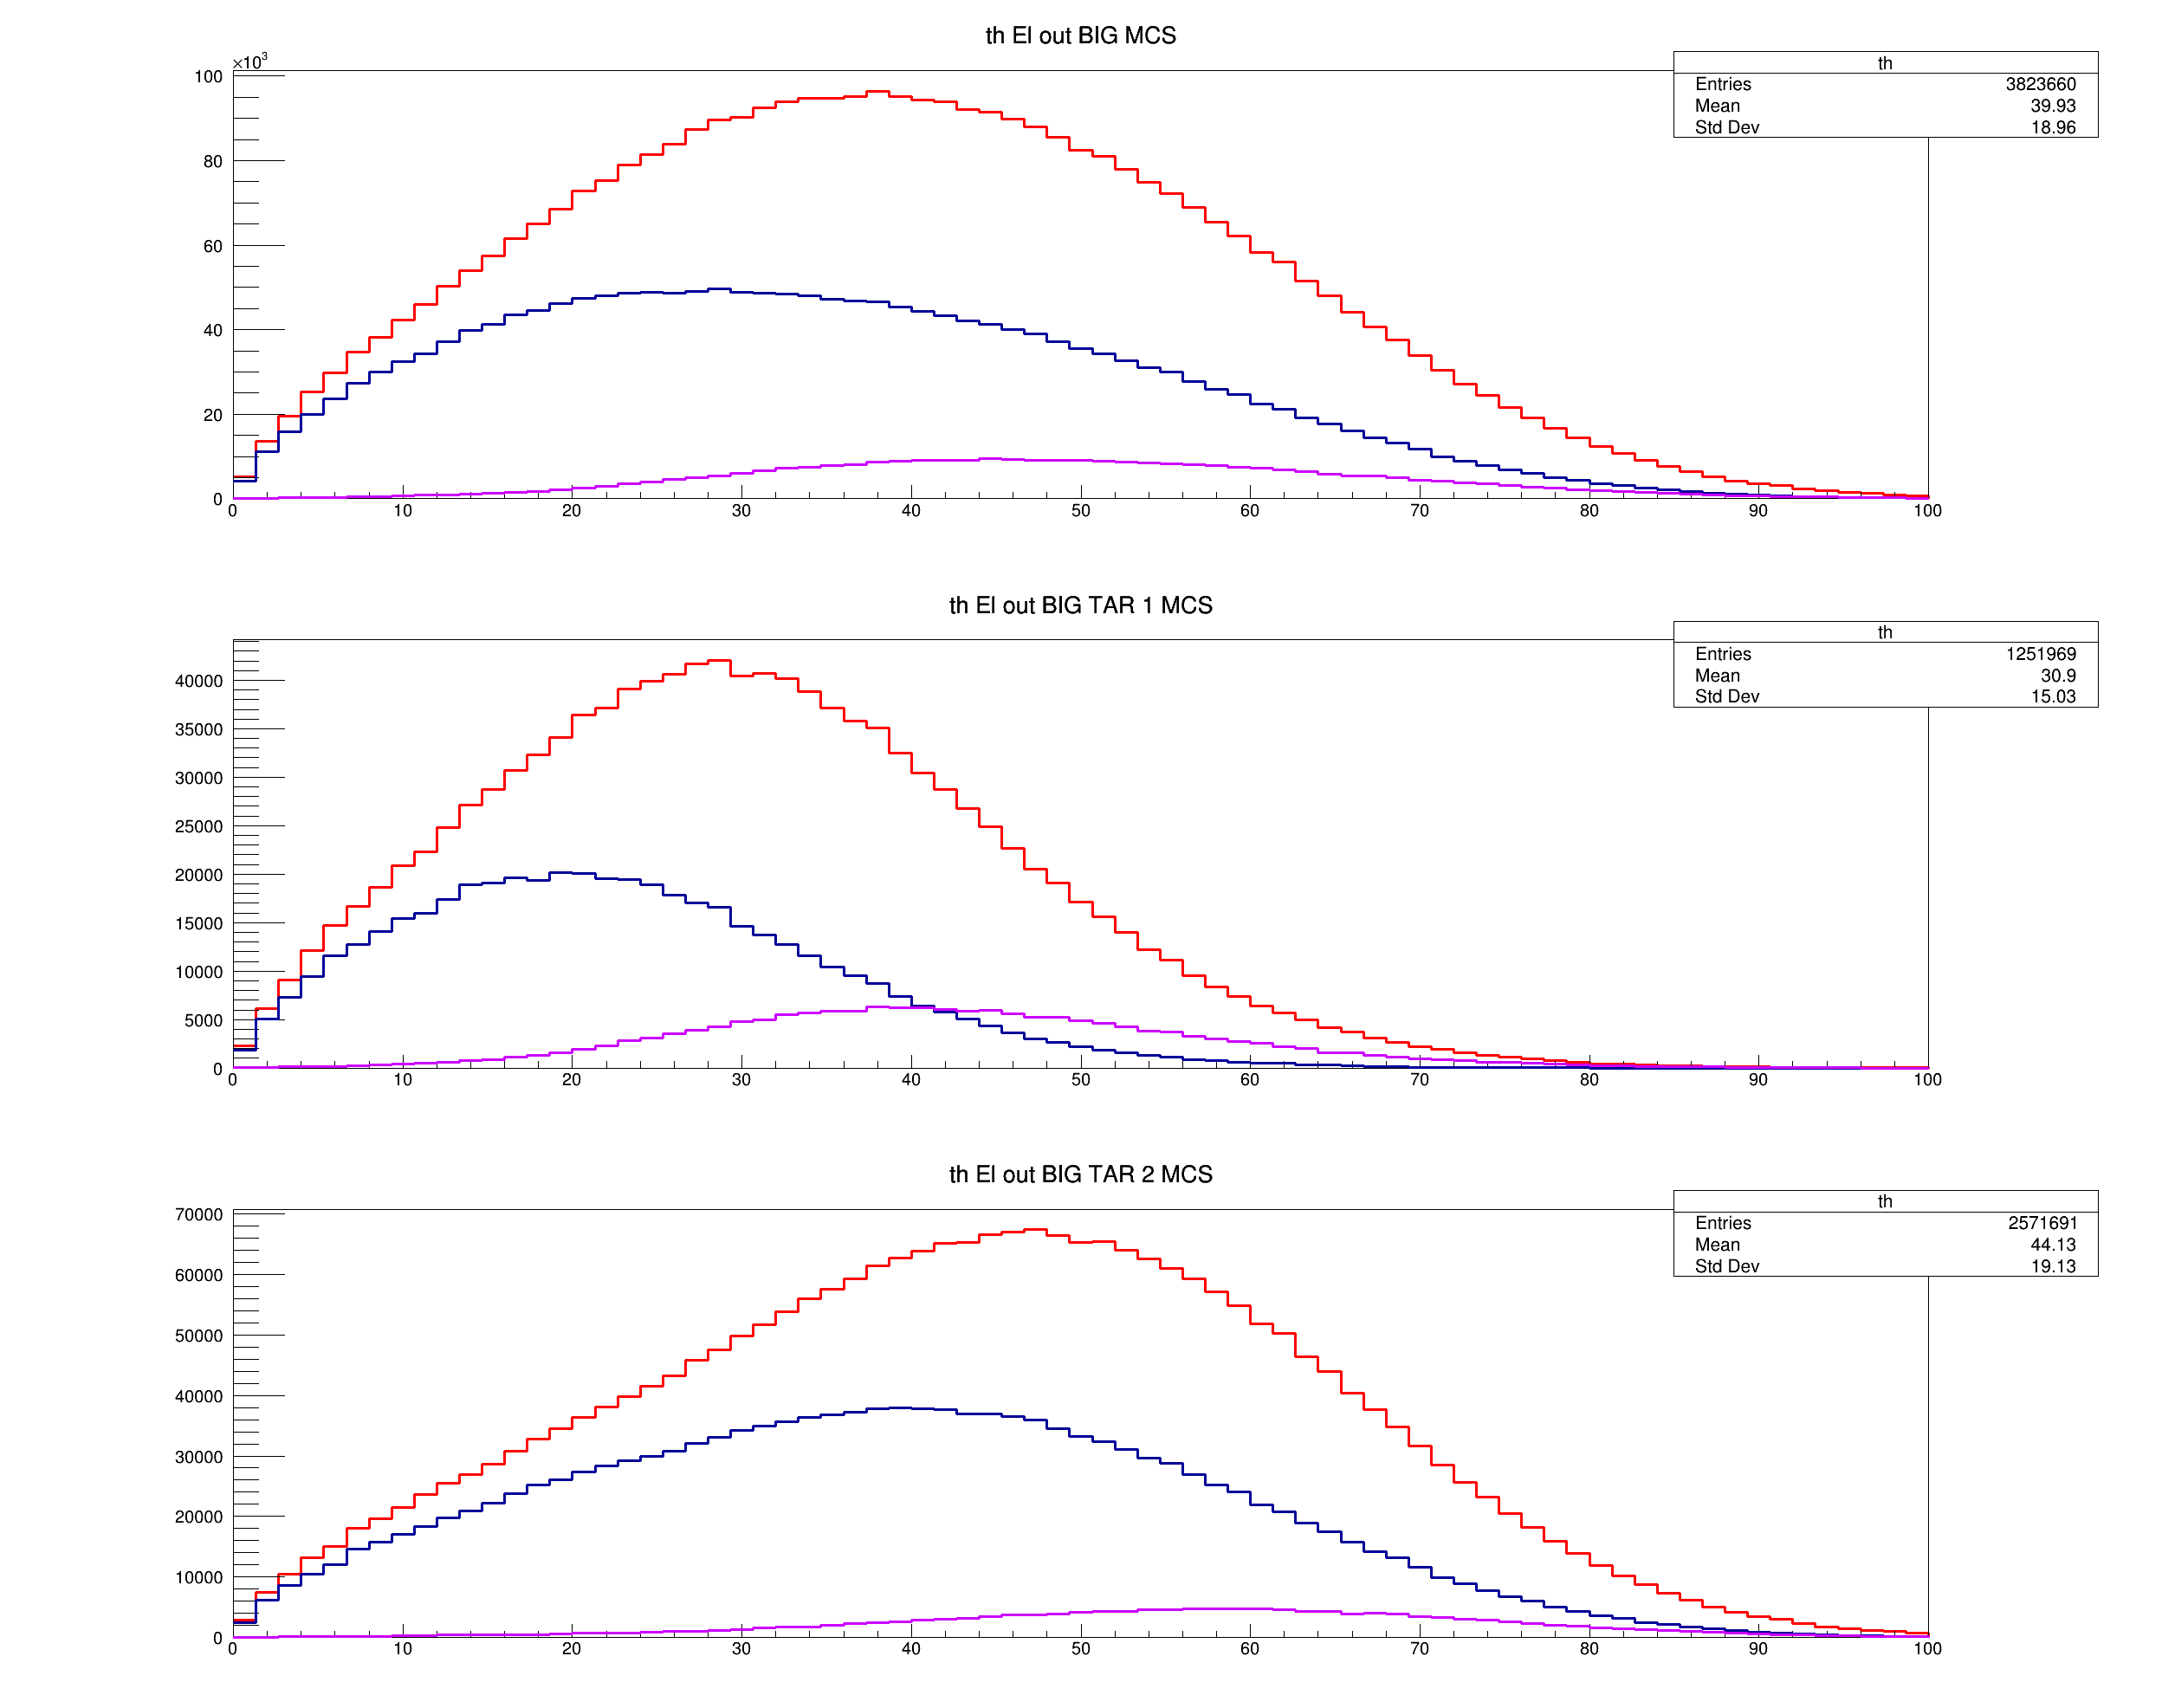 th El out BIG MCS
×10³
th
Entries 3823660
Mean 39.93
Std Dev 18.96
100
80
60
40
20
0
0 10 20 30 40 50 60 70 80 90 100
th El out BIG TAR 1 MCS
th
Entries 1251969
Mean 30.9
Std Dev 15.03
40000
35000
30000
25000
20000
15000
10000
5000
0
0 10 20 30 40 50 60 70 80 90 100
th El out BIG TAR 2 MCS
th
Entries 2571691
Mean 44.13
Std Dev 19.13
70000
60000
50000
40000
30000
20000
10000
0
0 10 20 30 40 50 60 70 80 90 100